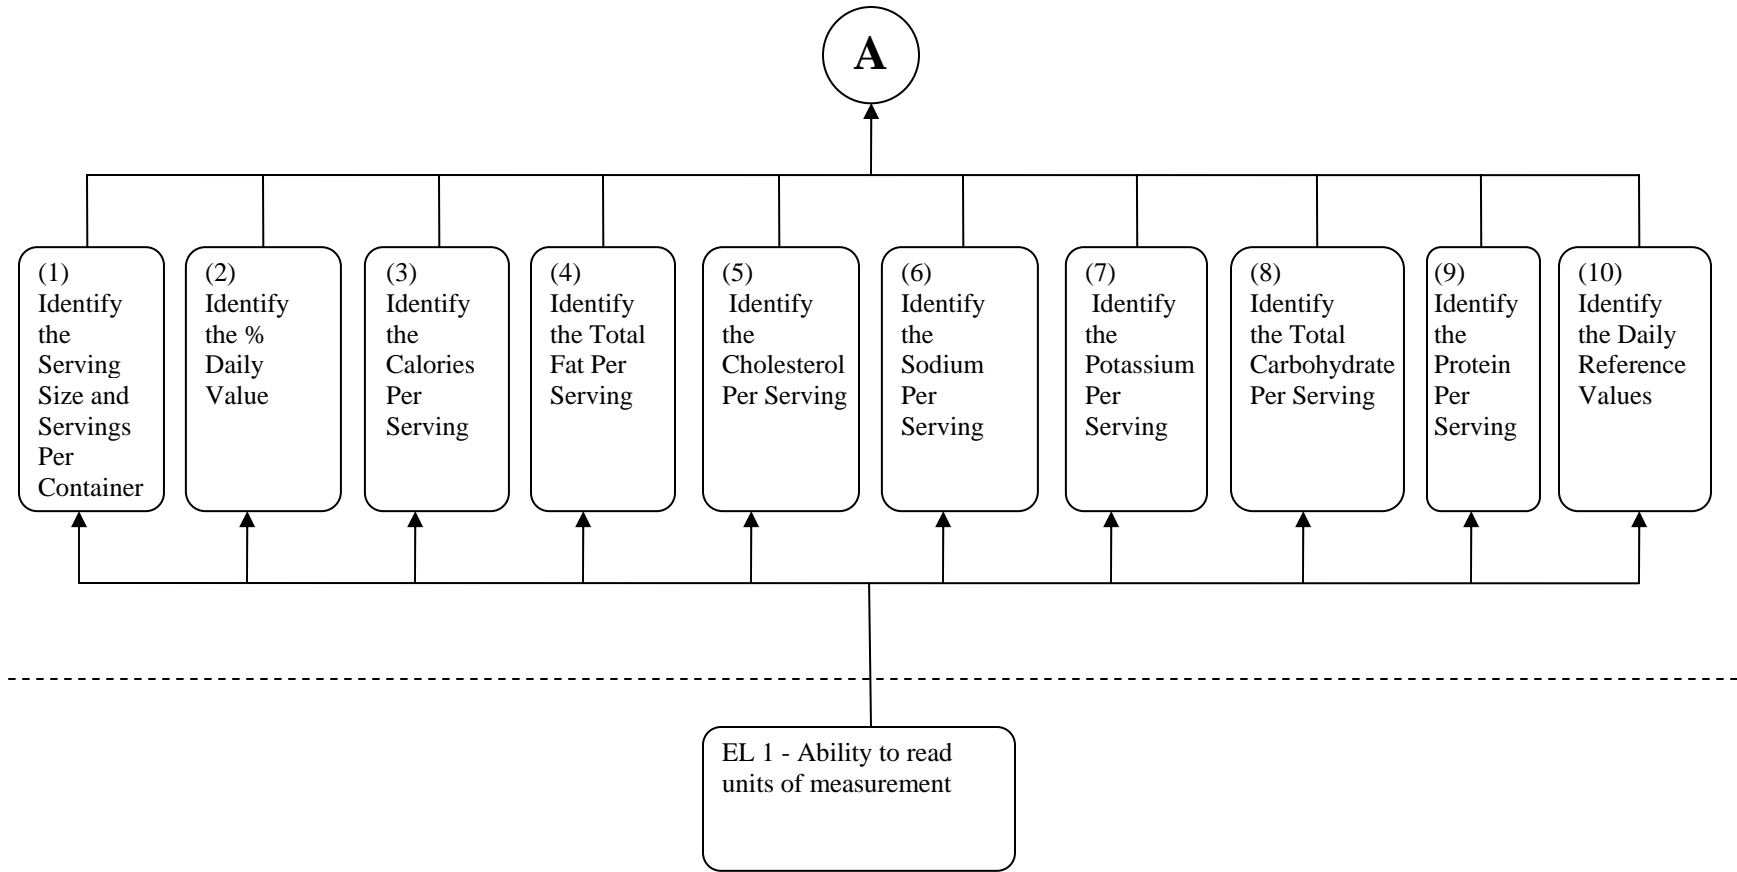 A
(1)
Identify
the
Serving
Size and
Servings
Per
Container
(2)
Identify
the %
Daily
Value
(3)
Identify
the
Calories
Per
Serving
(4)
Identify
the Total
Fat Per
Serving
(5)
Identify
the
Cholesterol
Per Serving
(6)
Identify
the
Sodium
Per
Serving
(7)
Identify
the
Potassium
Per
Serving
(8)
Identify
the Total
Carbohydrate
Per Serving
(9)
Identify
the
Protein
Per
Serving
(10)
Identify
the Daily
Reference
Values
EL 1 - Ability to read
units of measurement